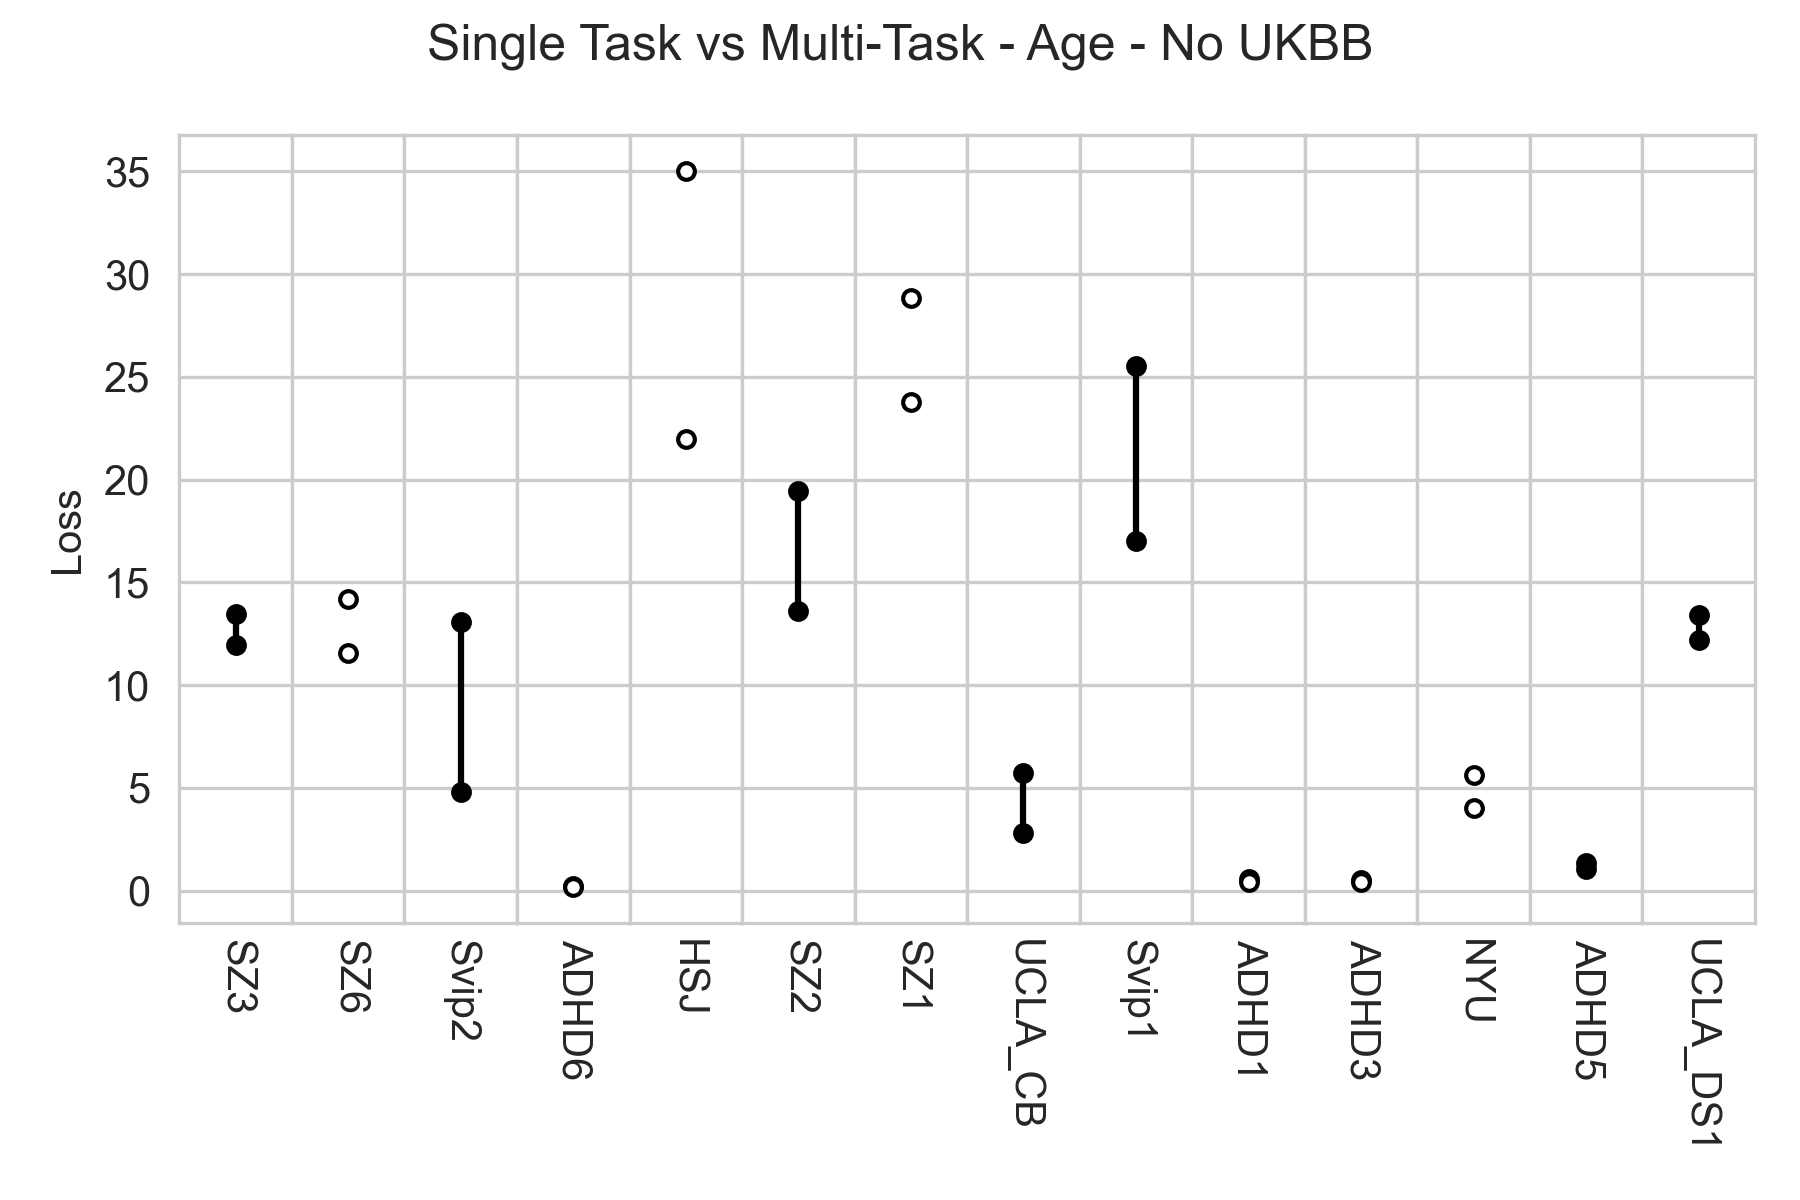 Single Task vs Multi-Task - Age - No UKBB
35
30
25
20
15
10
5
0
Loss
SZ3
SZ6
Svip2
ADHD6
HSJ
SZ2
SZ1
UCLA_CB
Svip1
ADHD1
ADHD3
NYU
ADHD5
UCLA_DS1